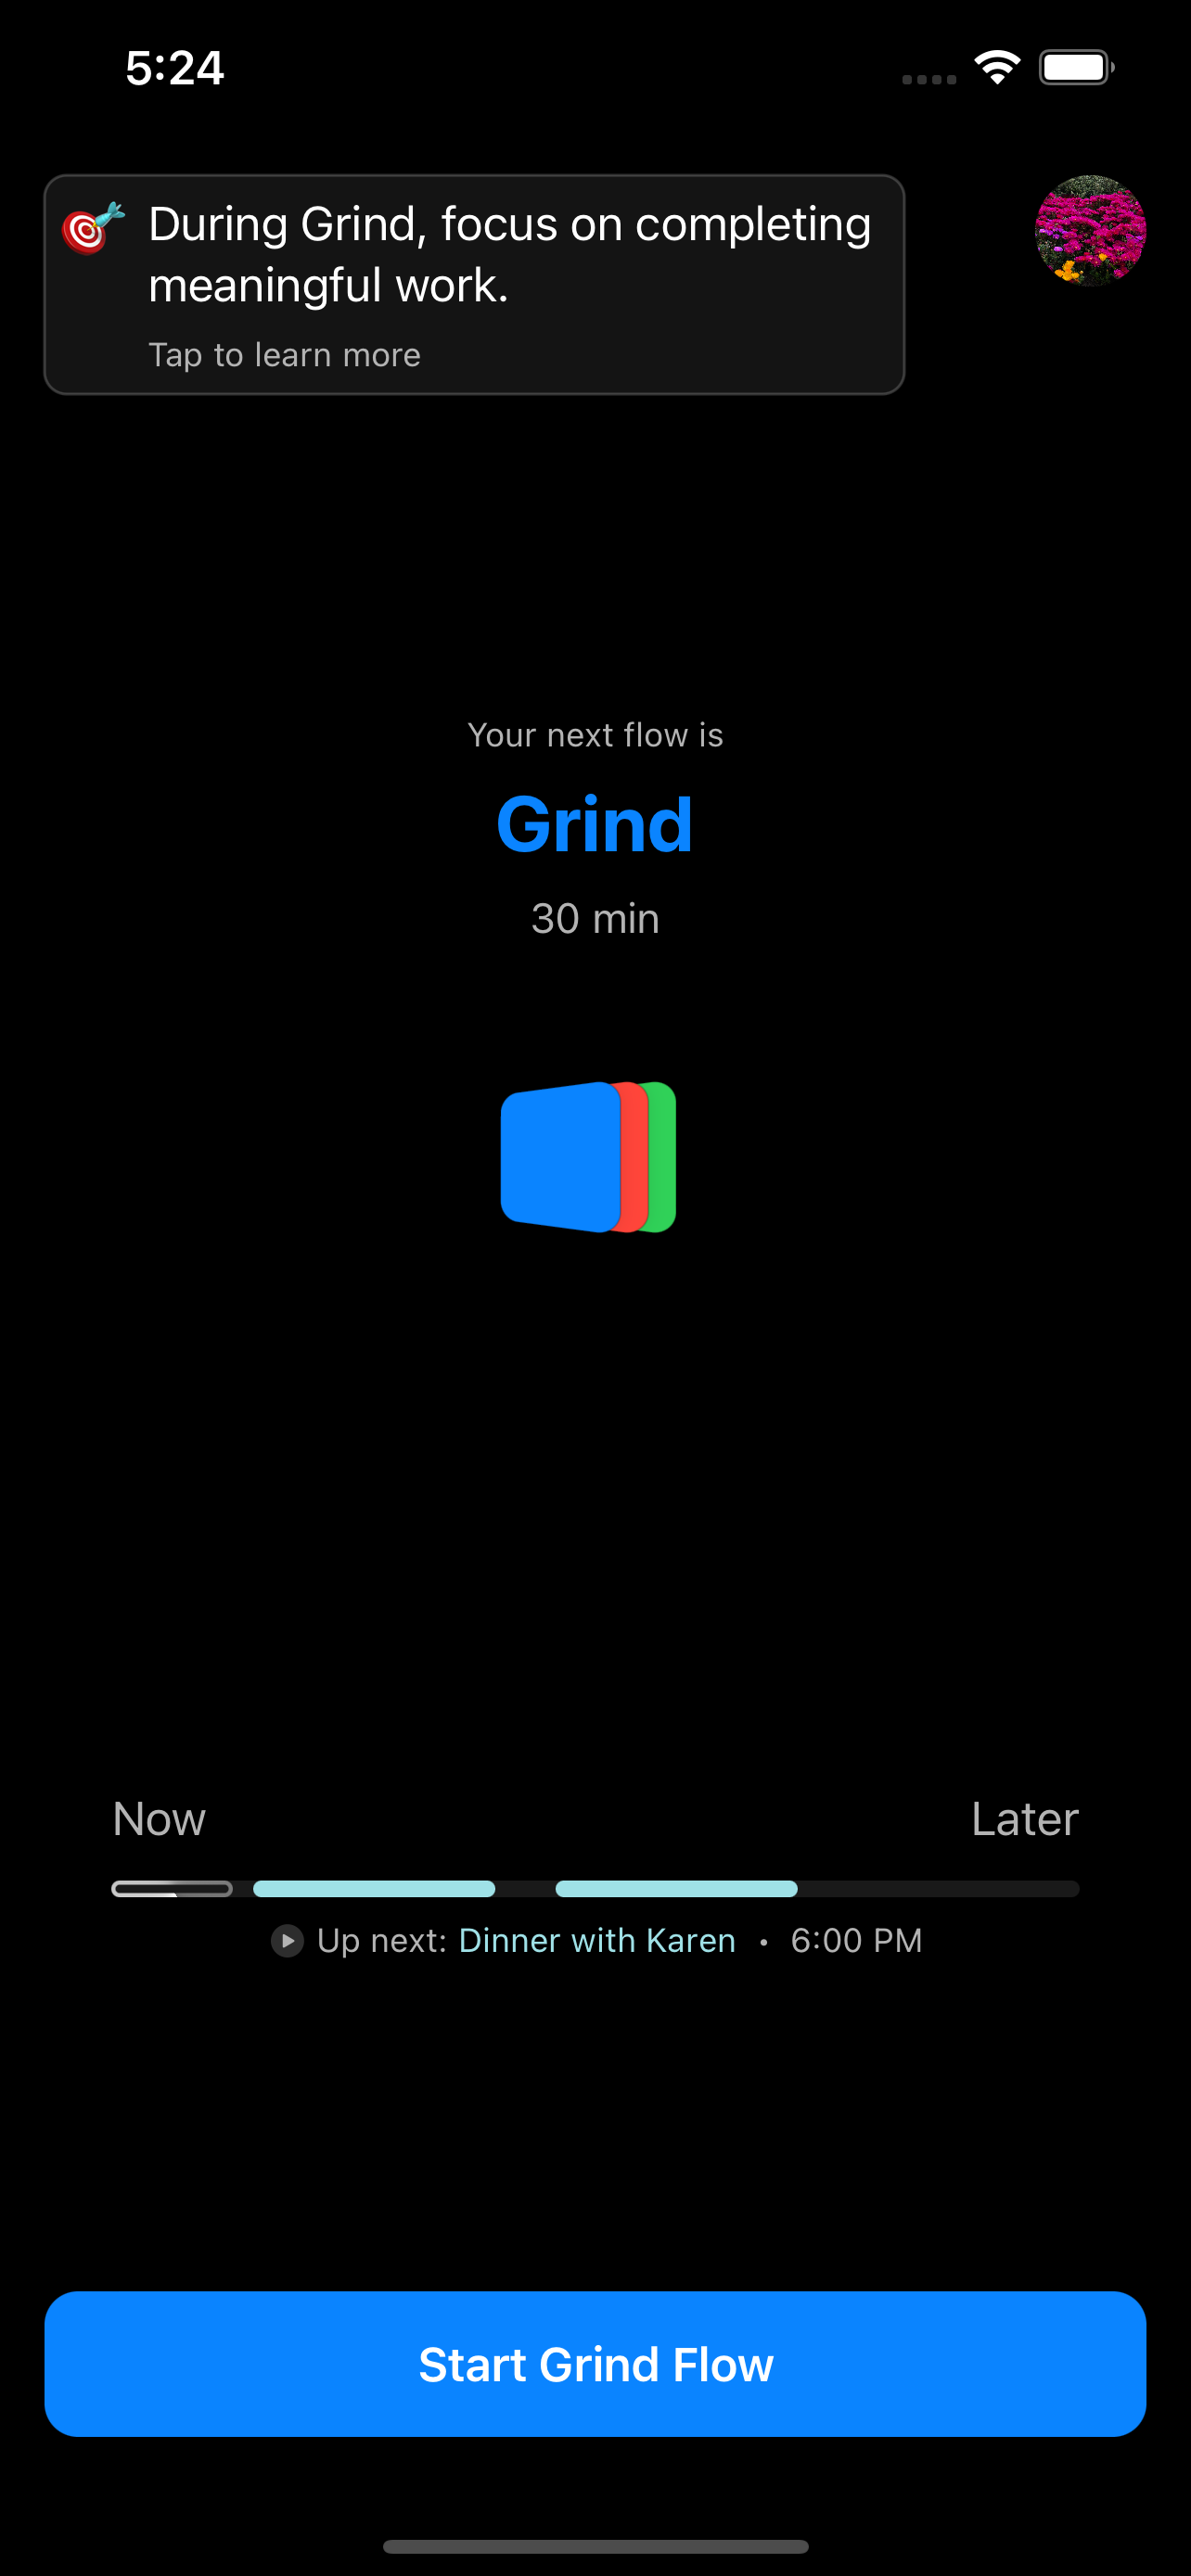 5:24
During Grind, focus on completing
meaningful work.
Tap to learn more
Your next flow is
Grind
30 min
Now
Later
Up next: Dinner with Karen • 6:00 PM
Start Grind Flow